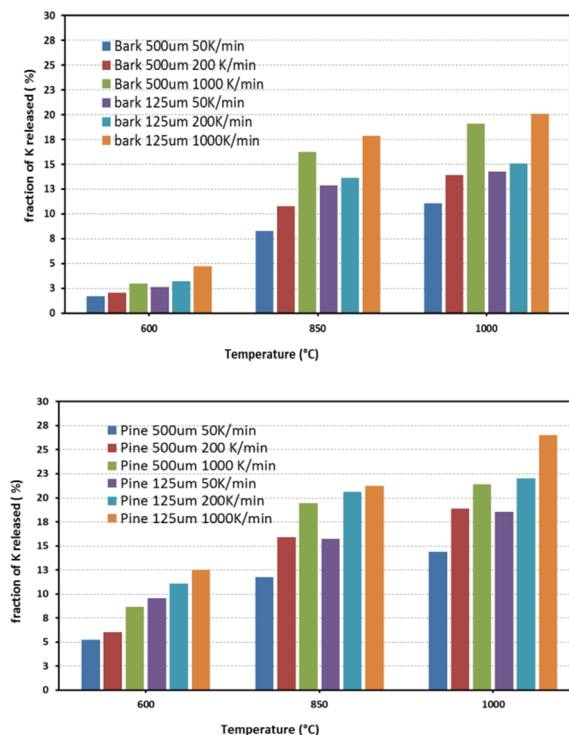 30
28
25
23
20
18
15
13
10
8
5
3
0
fraction of K released ( %)
Bark 500um 50K/min
Bark 500um 200 K/min
Bark 500um 1000 K/min
bark 125um 50K/min
bark 125um 200K/min
bark 125um 1000K/min
600 850 1000
Temperature (°C)
30
28
25
23
20
18
15
13
10
8
5
3
0
fraction of K released ( %)
Pine 500um 50K/min
Pine 500um 200 K/min
Pine 500um 1000 K/min
Pine 125um 50K/min
Pine 125um 200K/min
Pine 125um 1000K/min
600 850 1000
Temperature (°C)